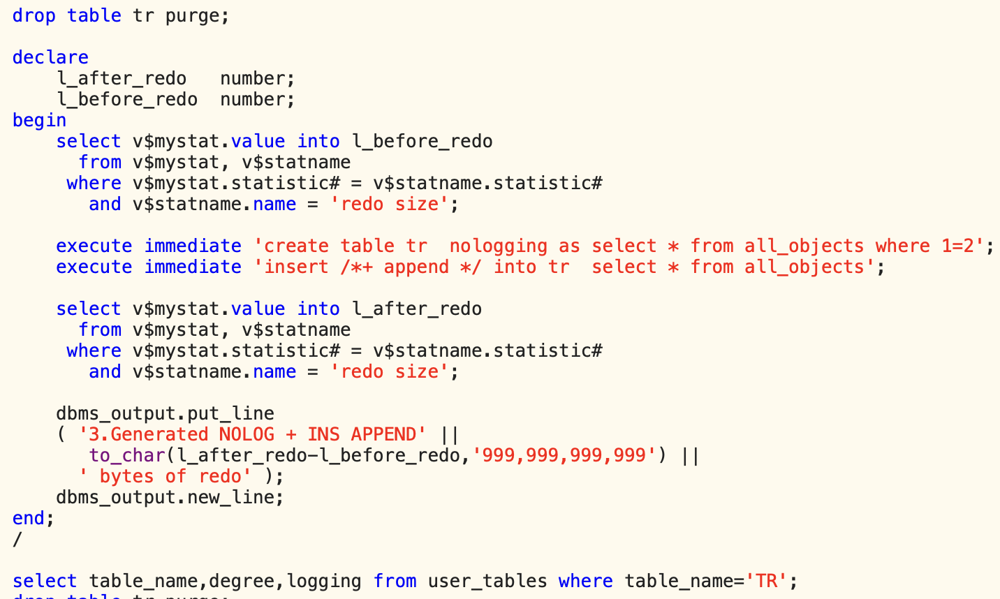 drop table tr purge;
declare
    l_after_redo   number;
    l_before_redo  number;
begin
    select v$mystat.value into l_before_redo
      from v$mystat, v$statname
     where v$mystat.statistic# = v$statname.statistic#
       and v$statname.name = 'redo size';
    execute immediate 'create table tr  nologging as select * from all_objects where 1=2';
    execute immediate 'insert /*+ append */ into tr  select * from all_objects';
    select v$mystat.value into l_after_redo
      from v$mystat, v$statname
     where v$mystat.statistic# = v$statname.statistic#
       and v$statname.name = 'redo size';
    dbms_output.put_line
    ( '3.Generated NOLOG + INS APPEND' ||
       to_char(l_after_redo-l_before_redo,'999,999,999,999') ||
      ' bytes of redo' );
    dbms_output.new_line;
end;
/
select table_name,degree,logging from user_tables where table_name='TR';
drop table tr purge;